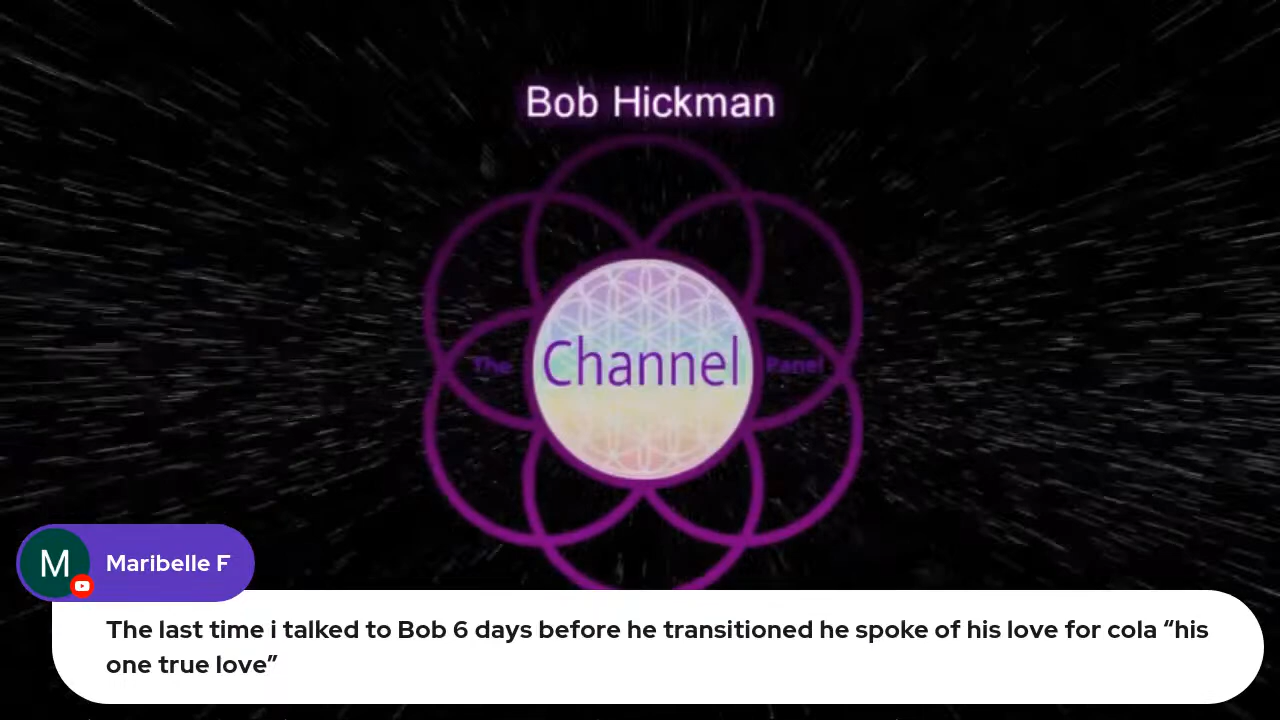 Bob Hickman
The Channel Panel
M Maribelle F
The last time i talked to Bob 6 days before he transitioned he spoke of his love for cola “his
one true love”